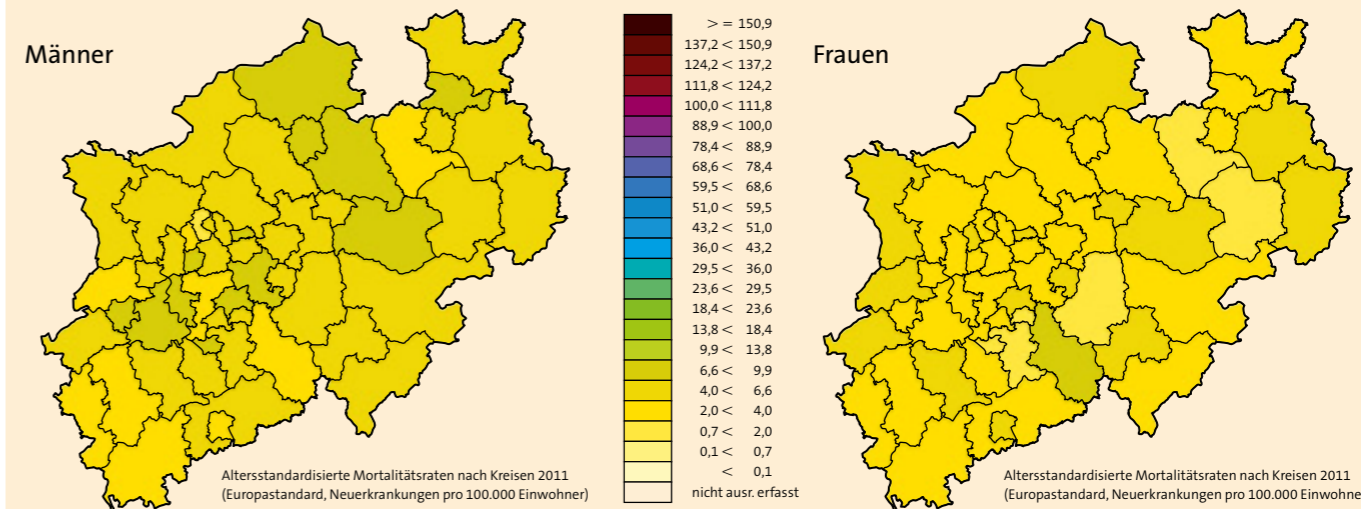 Männer
Frauen
> = 150,9
137,2 < 150,9
124,2 < 137,2
111,8 < 124,2
100,0 < 111,8
88,9 < 100,0
78,4 < 88,9
68,6 < 78,4
59,5 < 68,6
51,0 < 59,5
43,2 < 51,0
36,0 < 43,2
29,5 < 36,0
23,6 < 29,5
18,4 < 23,6
13,8 < 18,4
9,9 < 13,8
6,6 < 9,9
4,0 < 6,6
2,0 < 4,0
0,7 < 2,0
0,1 < 0,7
< 0,1
nicht ausr. erfasst
Altersstandardisierte Mortalitätsraten nach Kreisen 2011
(Europastandard, Neuerkrankungen pro 100.000 Einwohner)
Altersstandardisierte Mortalitätsraten nach Kreisen 2011
(Europastandard, Neuerkrankungen pro 100.000 Einwohne